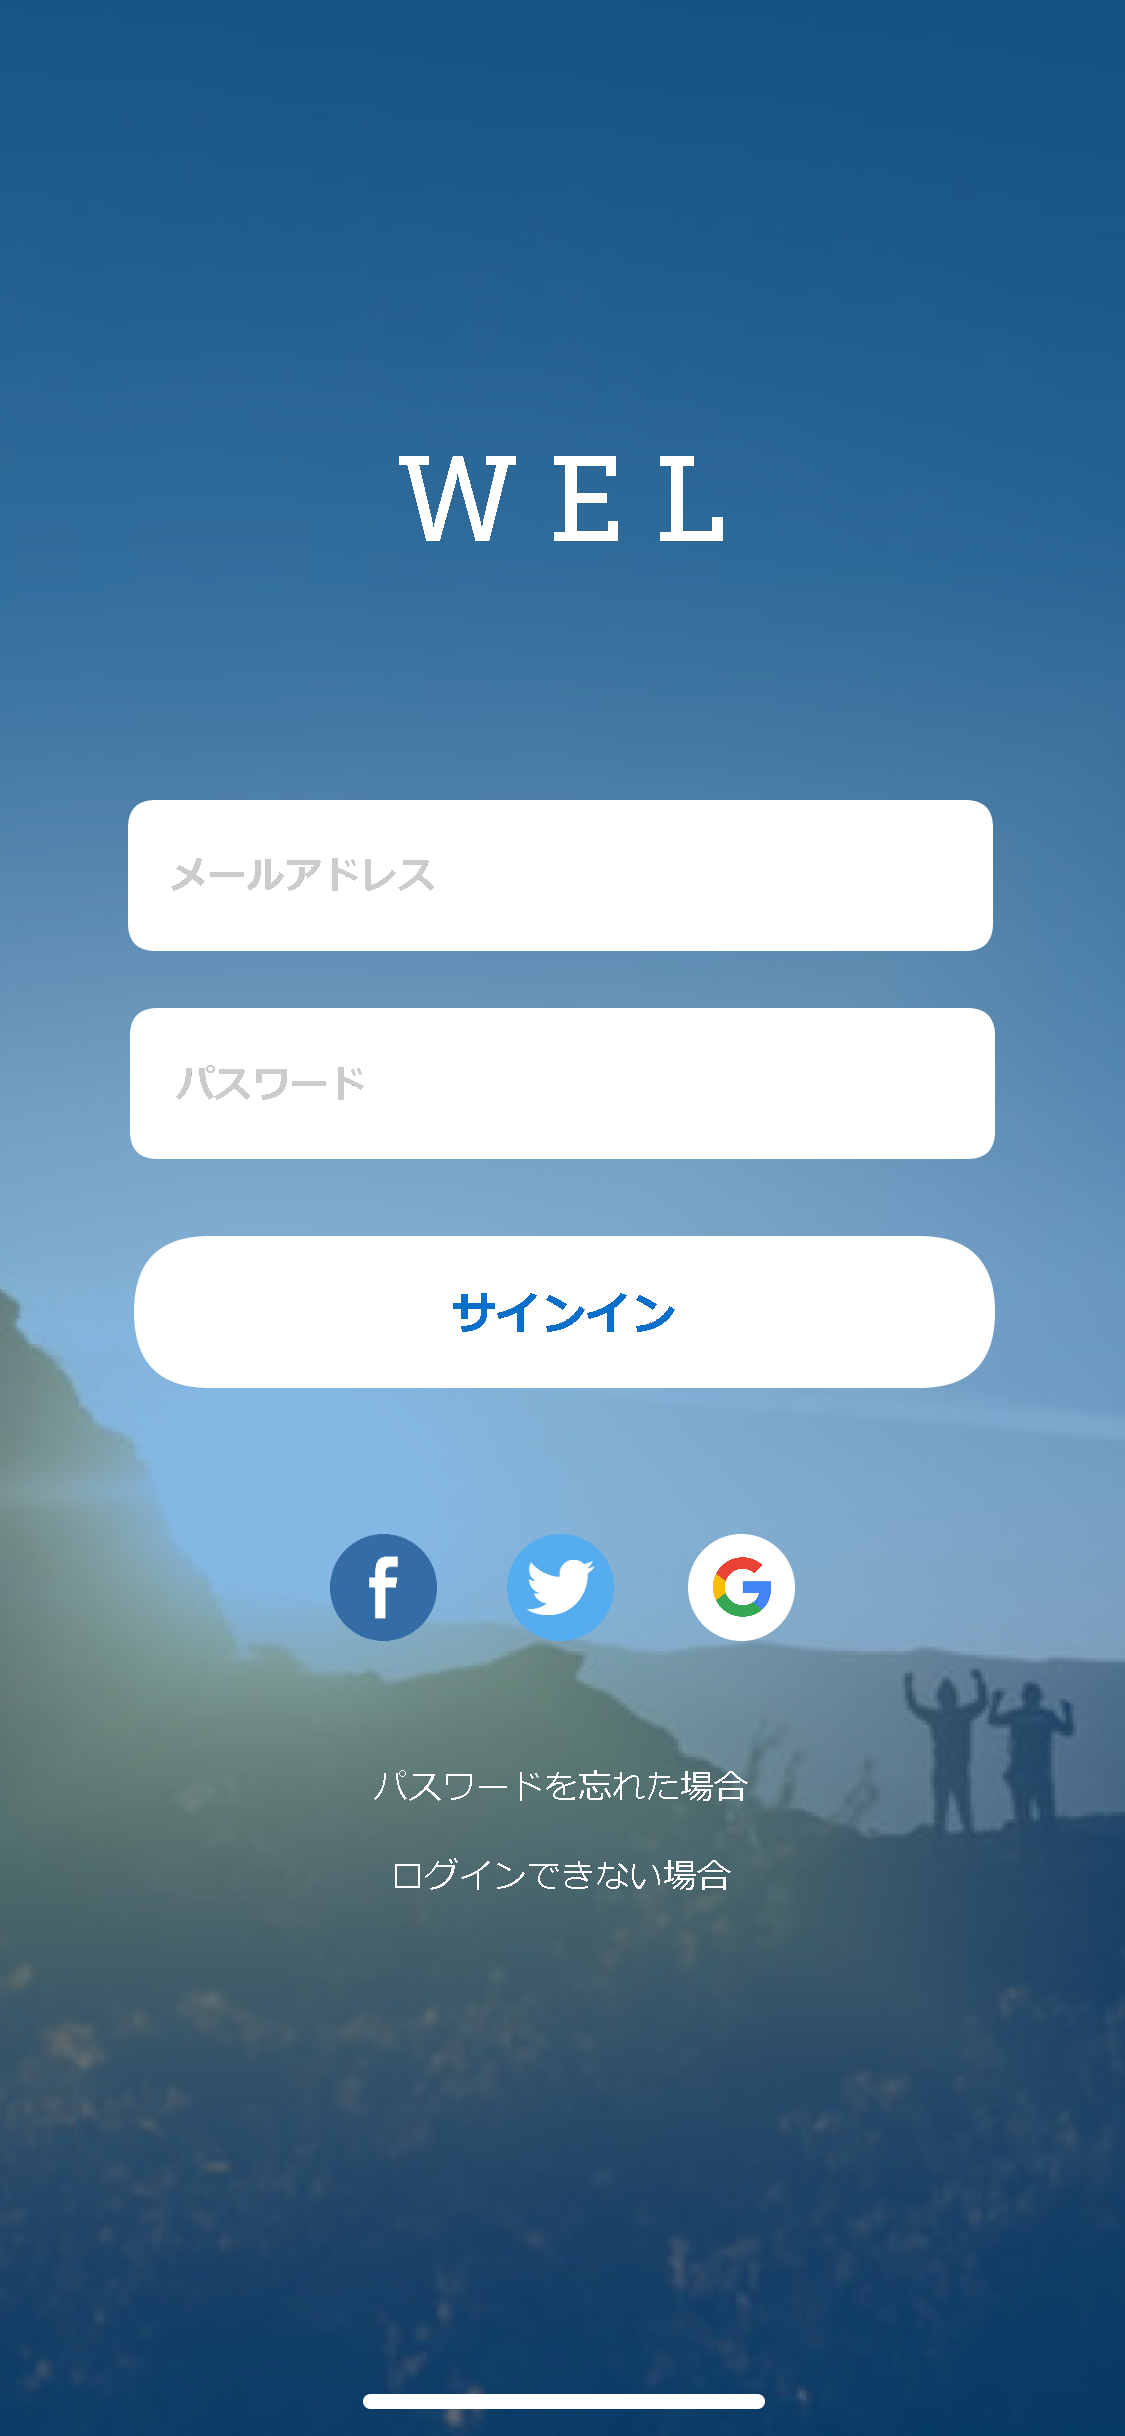 WEL
メールアドレス
パスワード
サインイン
パスワードを忘れた場合
ログインできない場合